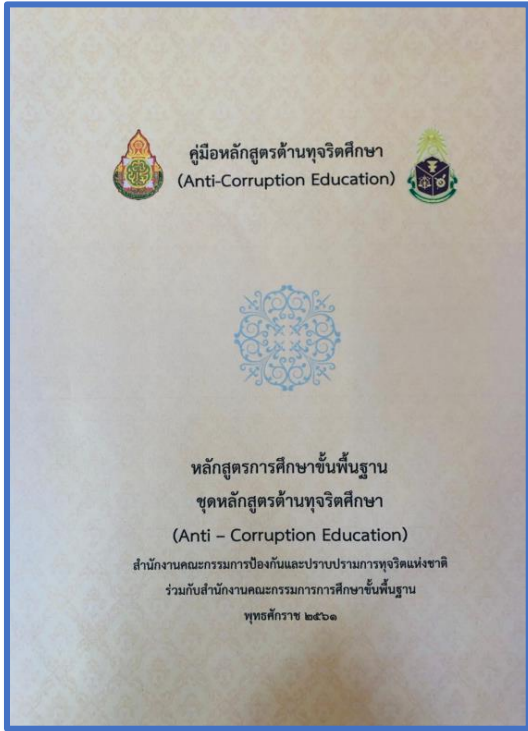 คู่มือหลักสูตรต้านทุจริตศึกษา
(Anti-Corruption Education)
หลักสูตรการศึกษาขั้นพื้นฐาน
ชุดหลักสูตรต้านทุจริตศึกษา
(Anti – Corruption Education)
สำนักงานคณะกรรมการป้องกันและปราบปรามการทุจริตแห่งชาติ
ร่วมกับสำนักงานคณะกรรมการการศึกษาขั้นพื้นฐาน
พุทธศักราช ๒๕๖๑